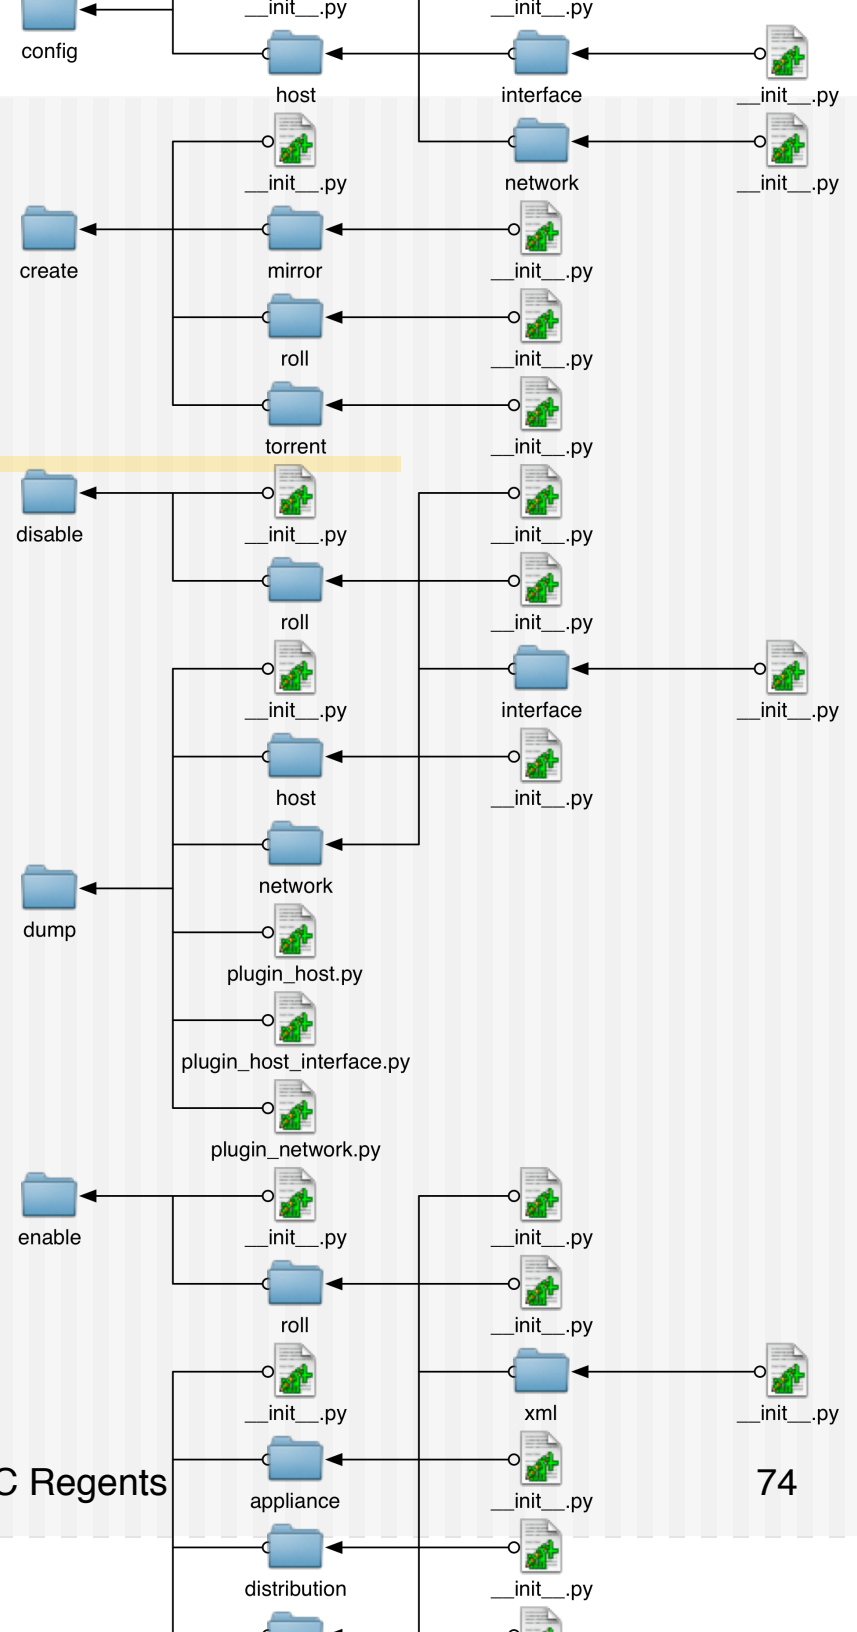 __init__.py __init__.py
config
host interface __init__.py
__init__.py network __init__.py
create mirror __init__.py
roll __init__.py
torrent __init__.py
disable __init__.py __init__.py
roll __init__.py
__init__.py interface __init__.py
host __init__.py
network
dump
plugin_host.py
plugin_host_interface.py
plugin_network.py
enable __init__.py __init__.py
roll __init__.py
__init__.py xml __init__.py
C Regents 74
appliance __init__.py
distribution __init__.py